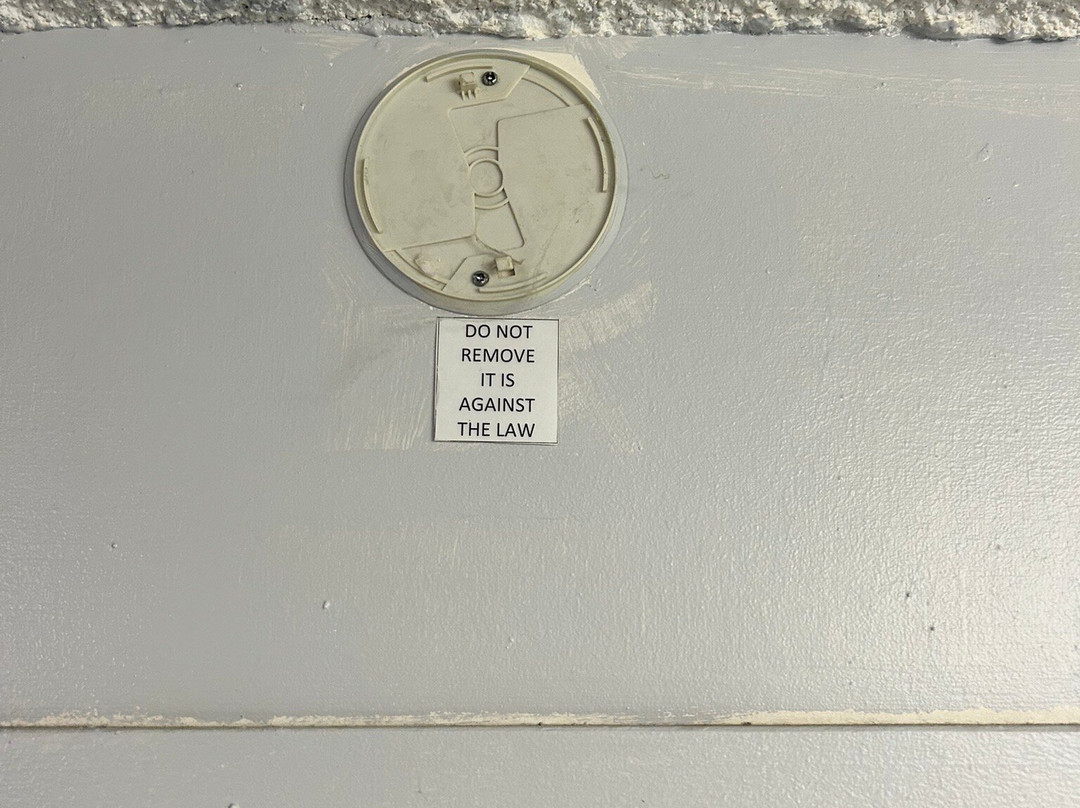 DO NOT
REMOVE
IT IS
AGAINST
THE LAW